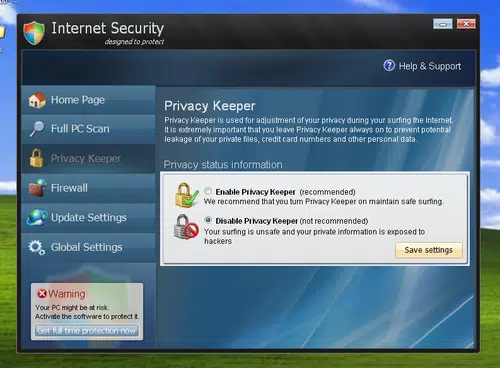 Internet Security
designed to protect
Help & Support
Home Page
Full PC Scan
Privacy Keeper
Firewall
Update Settings
Global Settings
Warning
Your PC might be at risk.
Activate the software to protect it.
Get full time protection now
Privacy Keeper
Privacy Keeper is used for adjustment of your privacy during your surfing the Internet.
It is extremely important that you leave Privacy Keeper always on to prevent potential
leakage of your private files, credit card numbers and other personal data.
Privacy status information
Enable Privacy Keeper (recommended)
We recommend that you turn Privacy Keeper on maintain safe surfing.
Disable Privacy Keeper (not recommended)
Your surfing is unsafe and your private information is exposed to
hackers
Save settings